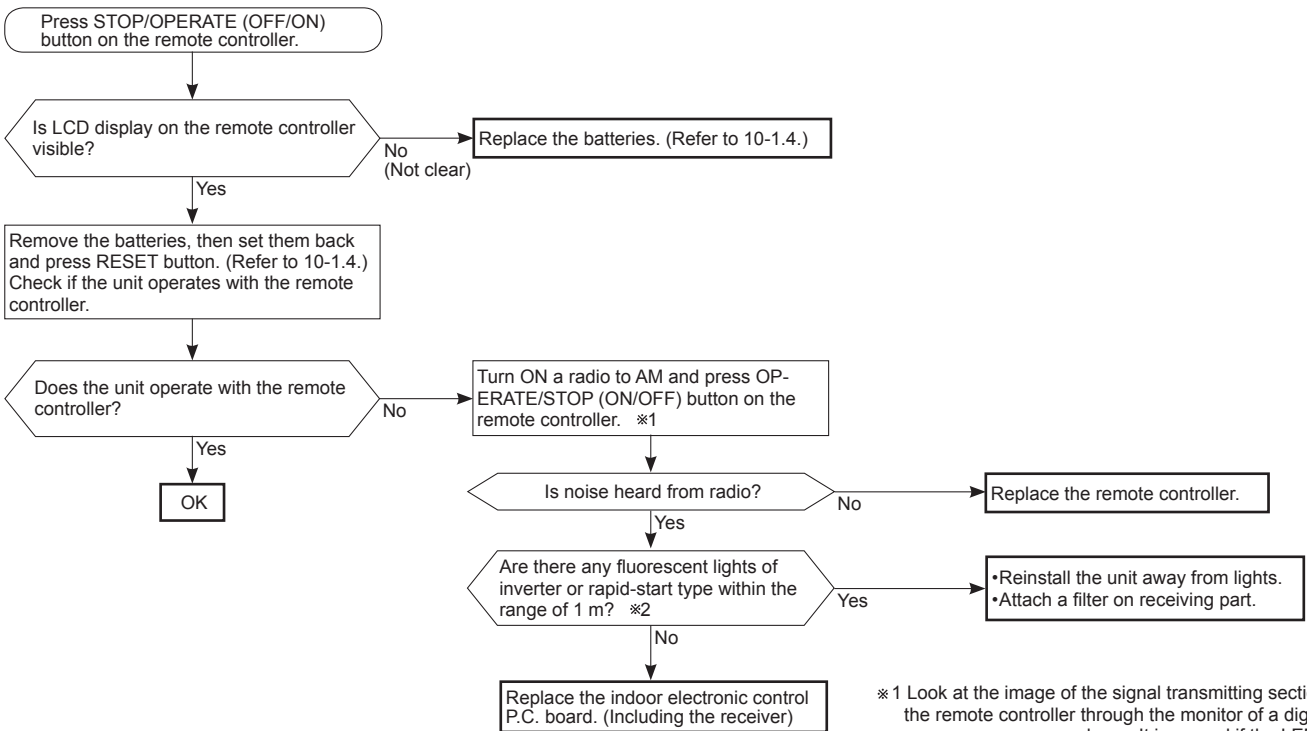 Press STOP/OPERATE (OFF/ON)
button on the remote controller.
Is LCD display on the remote controller
visible?
No
(Not clear)
Replace the batteries. (Refer to 10-1.4.)
Yes
Remove the batteries, then set them back
and press RESET button. (Refer to 10-1.4.)
Check if the unit operates with the remote
controller.
Does the unit operate with the remote
controller?
No
Turn ON a radio to AM and press OP-
ERATE/STOP (ON/OFF) button on the
remote controller. ※1
Yes
OK
Is noise heard from radio?
No
Replace the remote controller.
Yes
Are there any fluorescent lights of
inverter or rapid-start type within the
range of 1 m? ※2
Yes
•Reinstall the unit away from lights.
•Attach a filter on receiving part.
No
Replace the indoor electronic control
P.C. board. (Including the receiver)
※1 Look at the image of the signal transmitting
the remote controller through the monitor of a